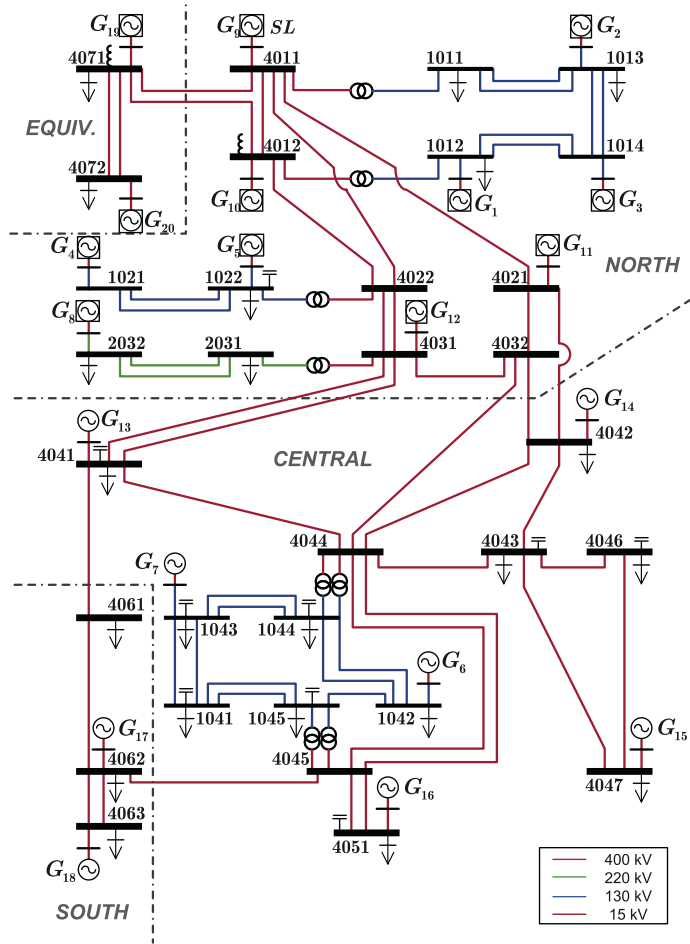 G19
G9 SL
G2
4071
4011
1011
1013
EQUIV.
4012
1012
1014
4072
G20
G10
G1
G3
G4
G5
G11
NORTH
1021
1022
4022
4021
G8
G12
2032
2031
4031
4032
G13
G14
4041
CENTRAL
4042
4044
4043
4046
G7
4061
1043
1044
G6
1041
1045
1042
G17
G15
4062
4045
4047
G16
4063
4051
G18
SOUTH
400 kV
220 kV
130 kV
15 kV